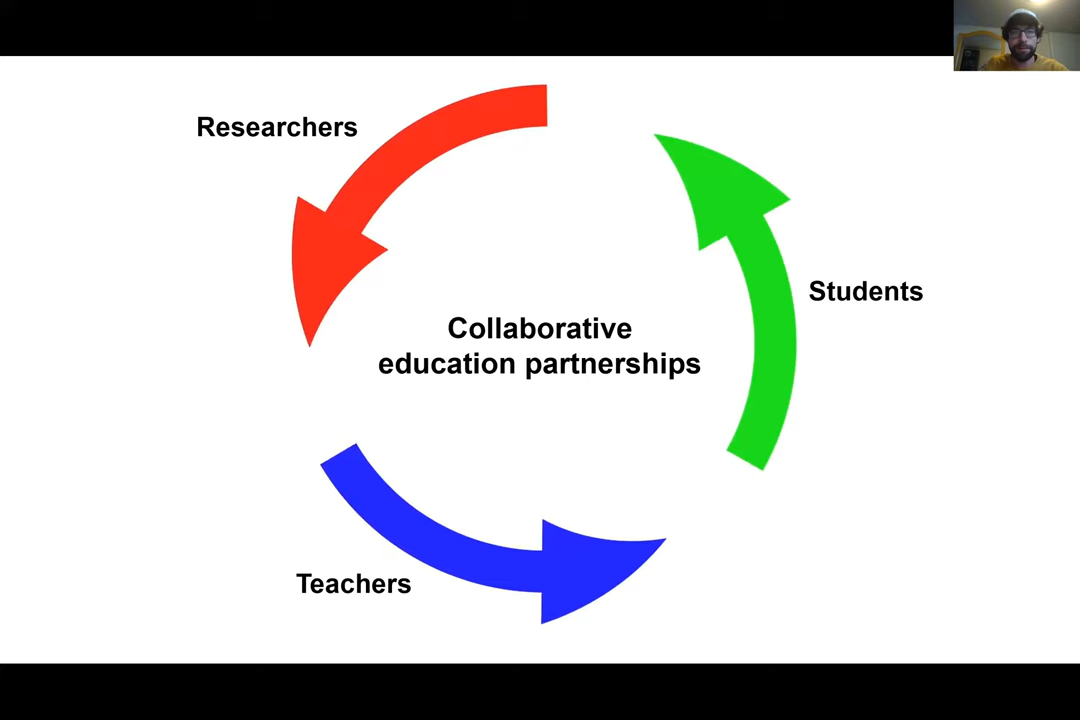 Researchers
Students
Collaborative
education partnerships
Teachers